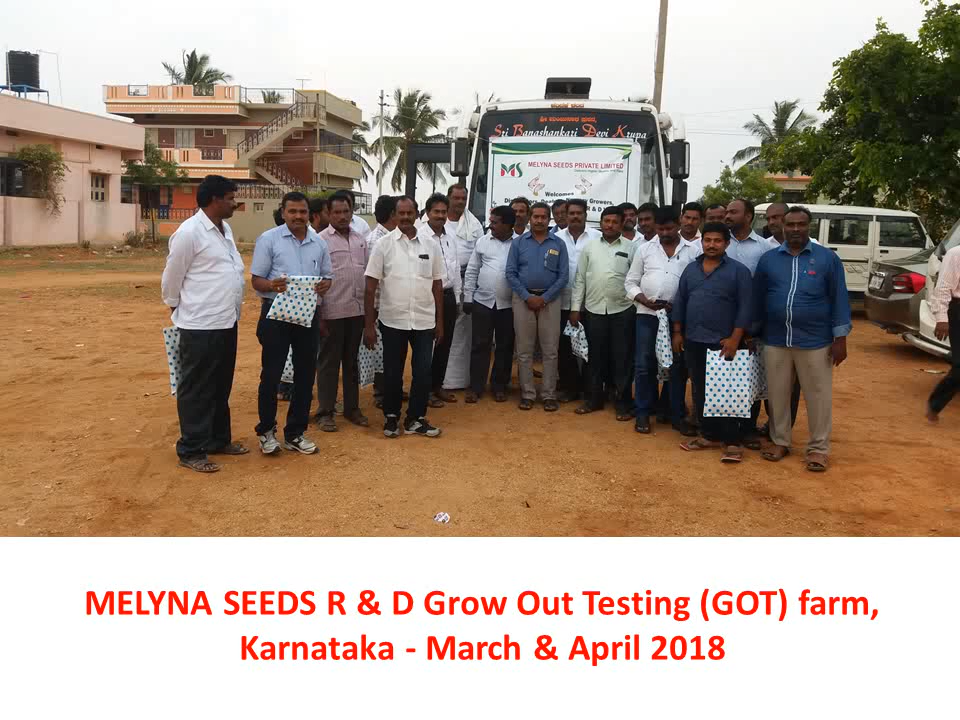 Sri Banashankari Devi Krupa
MS MELYNA SEEDS PRIVATE LIMITED
Welcomes
Growers,
R & D
MELYNA SEEDS R & D Grow Out Testing (GOT) farm,
Karnataka - March & April 2018